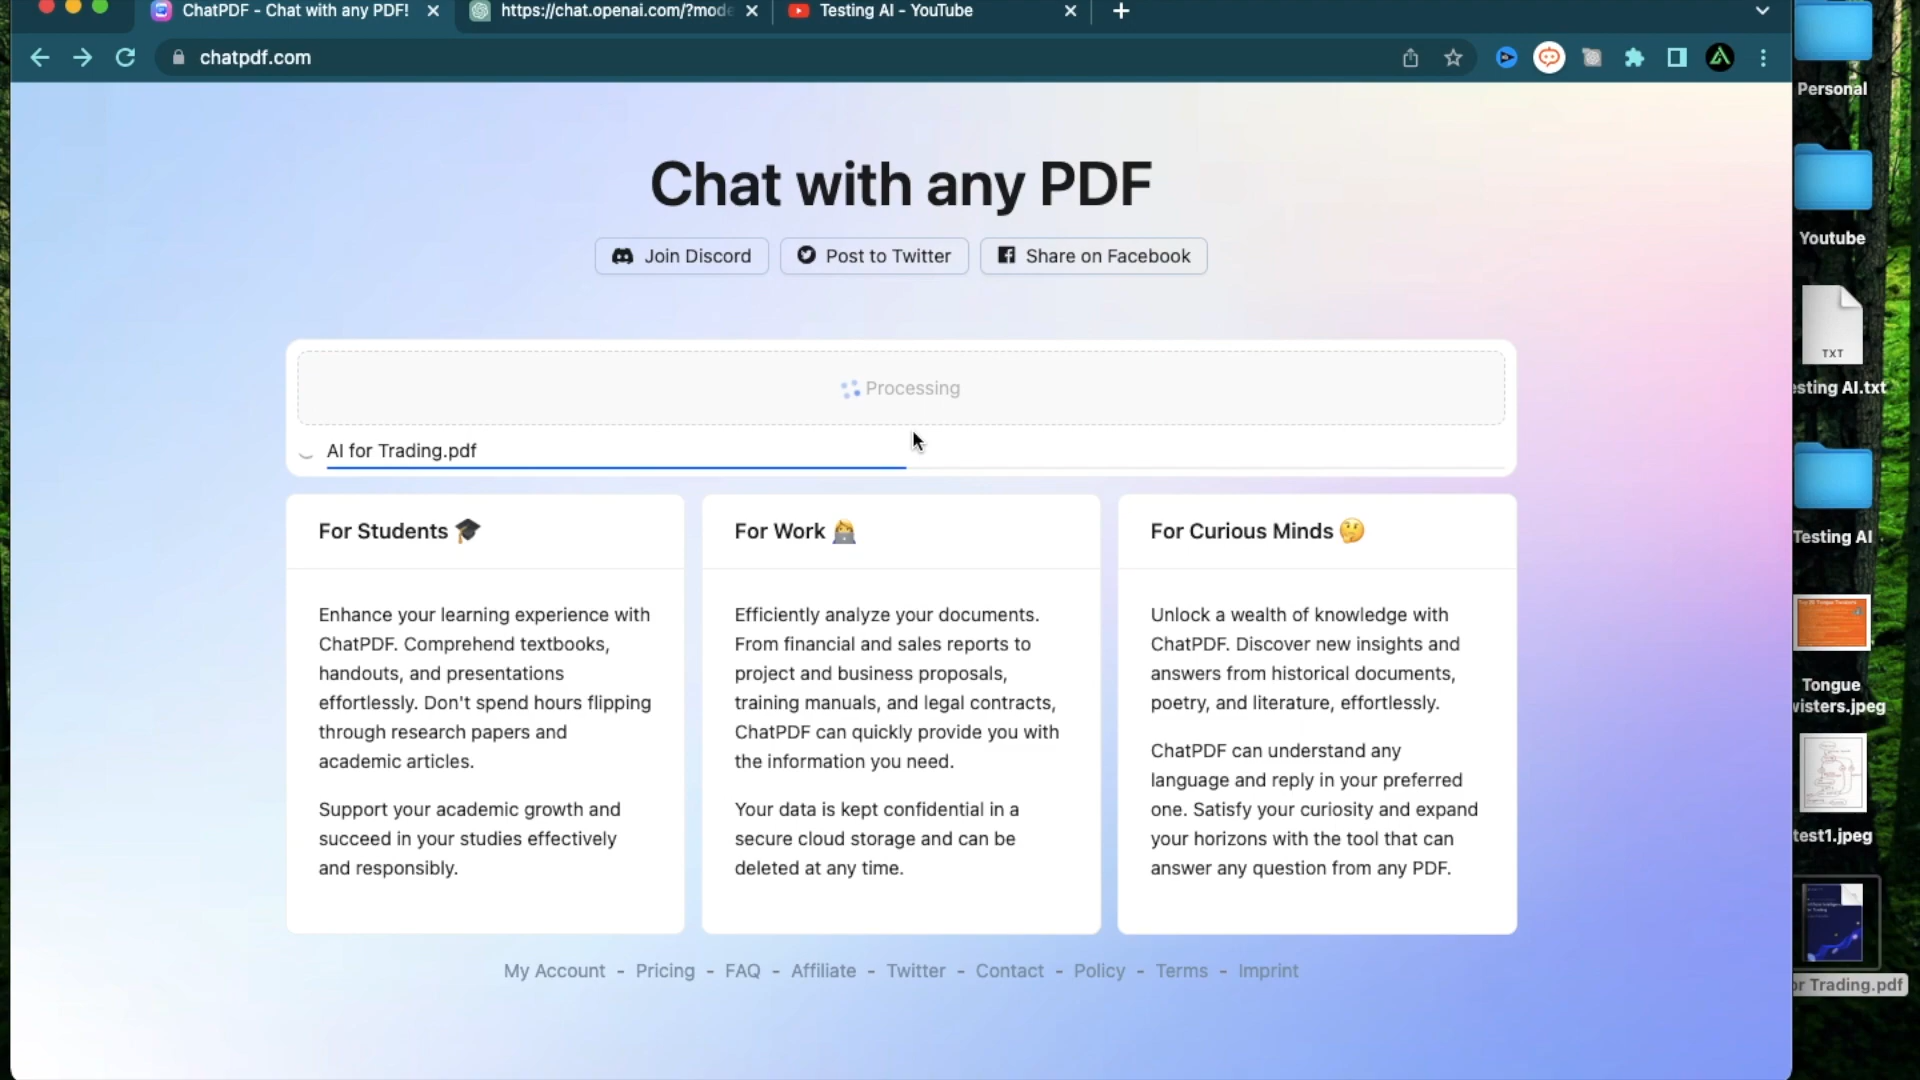 ChatPDF - Chat with any PDF!
https://chat.openai.com/?mode
Testing AI - YouTube
chatpdf.com
Chat with any PDF
Join Discord
Post to Twitter
Share on Facebook
Processing
AI for Trading.pdf
For Students
Enhance your learning experience with
ChatPDF. Comprehend textbooks,
handouts, and presentations
effortlessly. Don't spend hours flipping
through research papers and
academic articles.
Support your academic growth and
succeed in your studies effectively
and responsibly.
For Work
Efficiently analyze your documents.
From financial and sales reports to
project and business proposals,
training manuals, and legal contracts,
ChatPDF can quickly provide you with
the information you need.
Your data is kept confidential in a
secure cloud storage and can be
deleted at any time.
For Curious Minds
Unlock a wealth of knowledge with
ChatPDF. Discover new insights and
answers from historical documents,
poetry, and literature, effortlessly.
ChatPDF can understand any
language and reply in your preferred
one. Satisfy your curiosity and expand
your horizons with the tool that can
answer any question from any PDF.
My Account - Pricing - FAQ - Affiliate - Twitter - Contact - Policy - Terms - Imprint
Personal
Youtube
TXT
esting AI.txt
Testing AI
Tongue
wisters.jpeg
test1.jpeg
or Trading.pdf